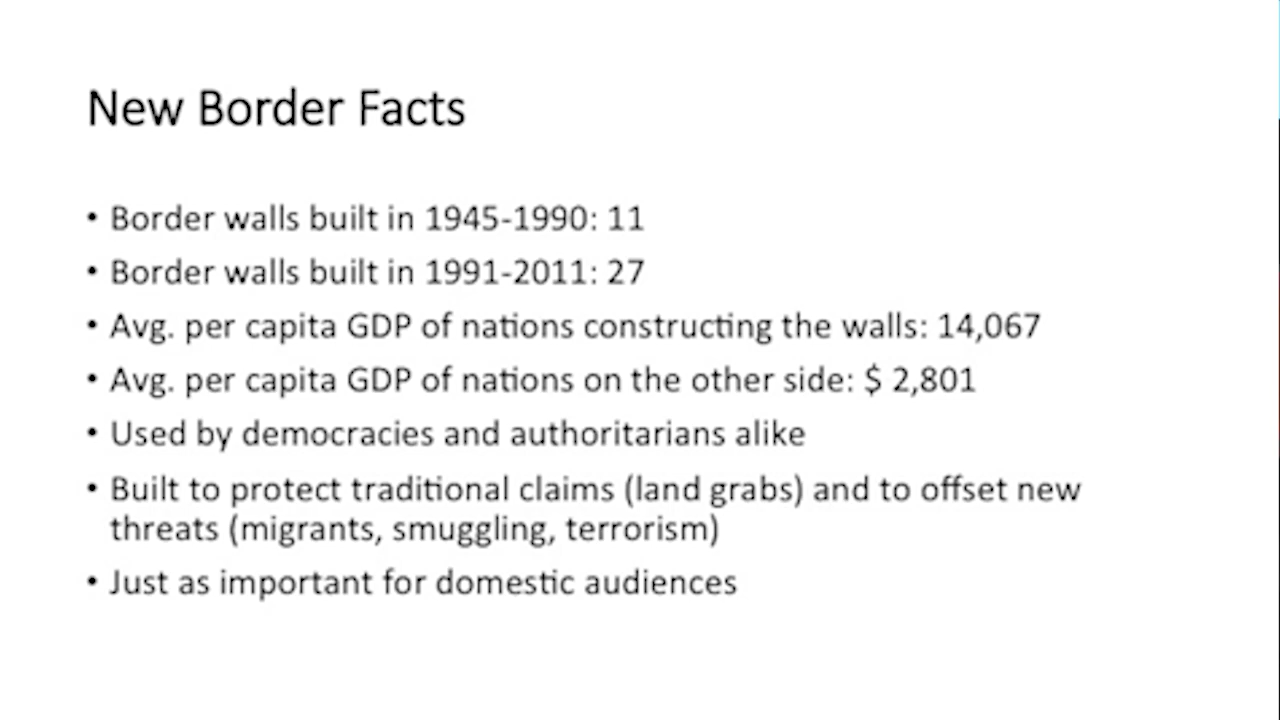 New Border Facts
• Border walls built in 1945-1990: 11
• Border walls built in 1991-2011: 27
• Avg. per capita GDP of nations constructing the walls: 14,067
• Avg. per capita GDP of nations on the other side: $ 2,801
• Used by democracies and authoritarians alike
• Built to protect traditional claims (land grabs) and to offset new
threats (migrants, smuggling, terrorism)
• Just as important for domestic audiences